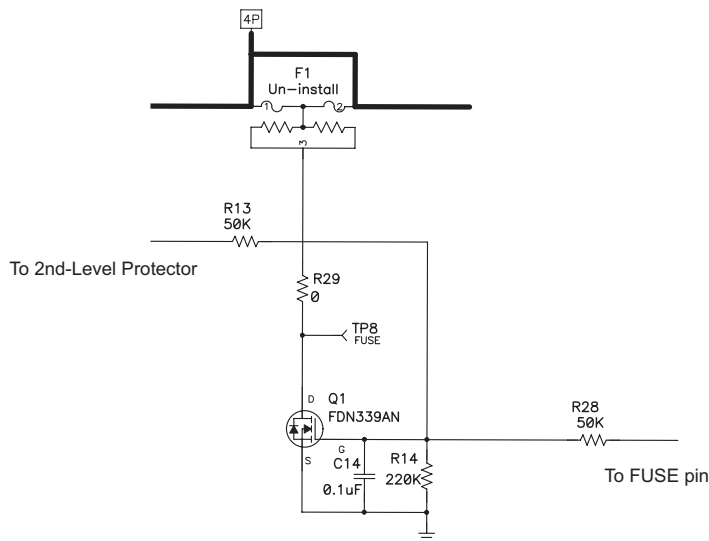 4P
F1
Un-install
1
2
3
R13
50K
To 2nd-Level Protector
R29
0
TP8
FUSE
D
Q1
FDN339AN
G
S
C14
0.1uF
R14
220K
R28
50K
To FUSE pin